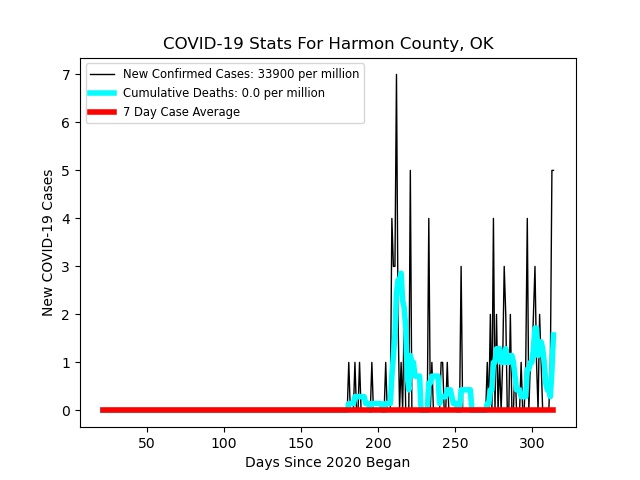 COVID-19 Stats For Harmon County, OK
New Confirmed Cases: 33900 per million
Cumulative Deaths: 0.0 per million
7 Day Case Average
New COVID-19 Cases
7
6
5
4
3
2
1
0
50 100 150 200 250 300
Days Since 2020 Began